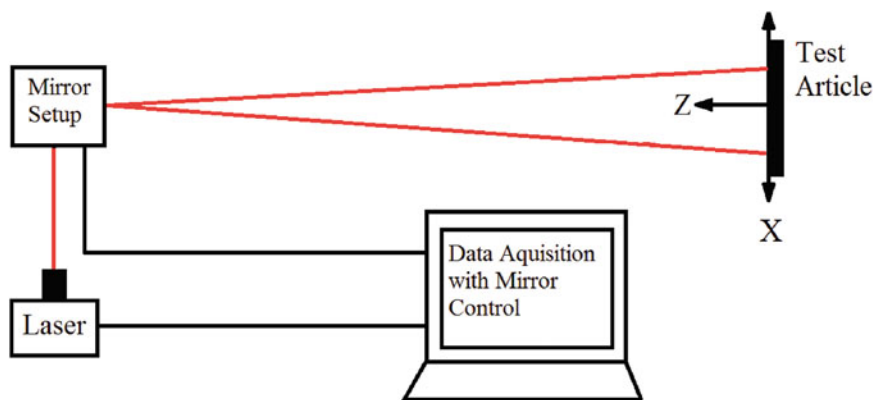 Mirror
Setup
Test
Article
Z
X
Data Aquisition
with Mirror
Control
Laser